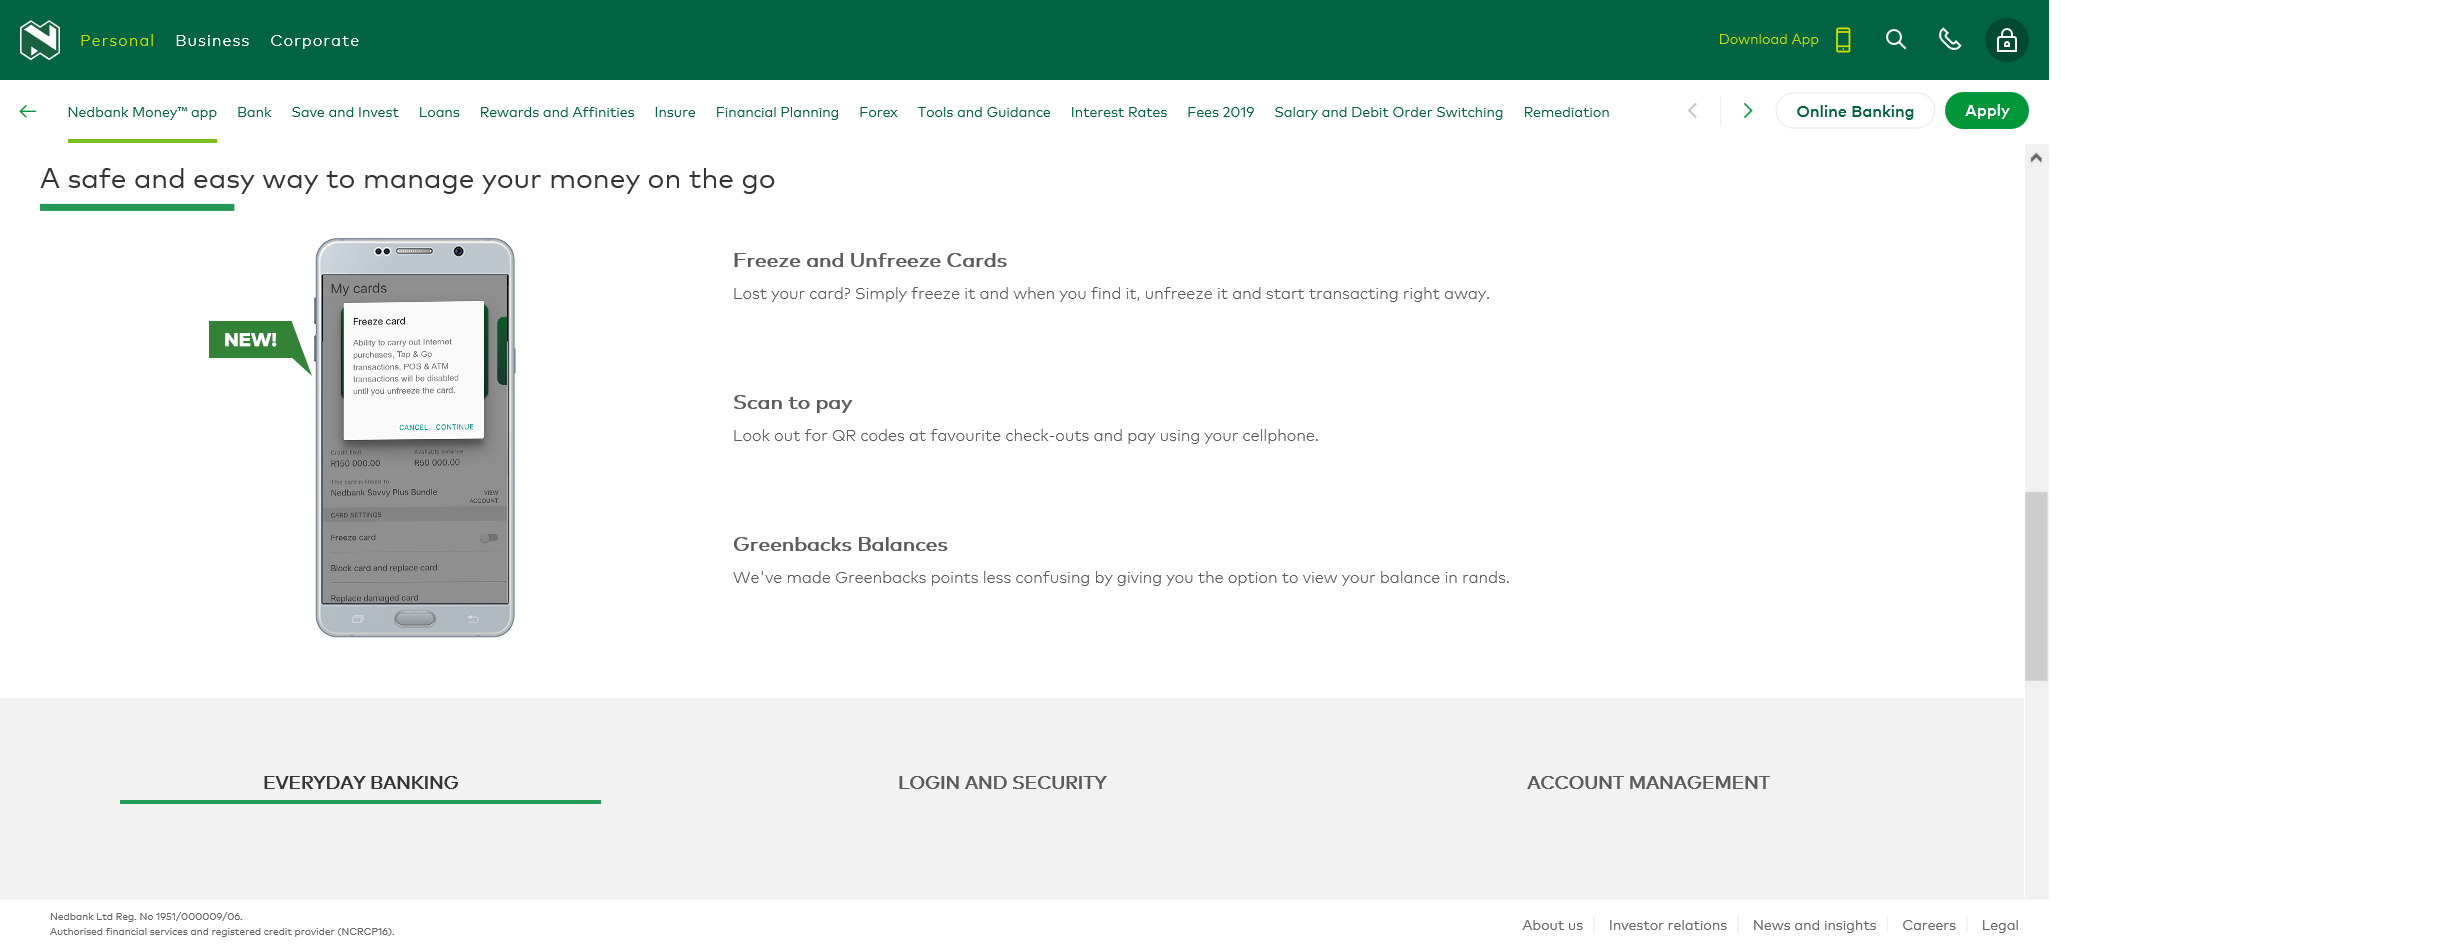 Personal Business Corporate Download App
Nedbank Money™ app Bank Save and Invest Loans Rewards and Affinities Insure Financial Planning Forex Tools and Guidance Interest Rates Fees 2019 Salary and Debit Order Switching Remediation Online Banking Apply
A safe and easy way to manage your money on the go
My cards
Freeze card
Ability to carry out Internet
purchases, Tap & Go
transactions, POS & ATM
transactions will be disabled
until you unfreeze the card.
CANCEL CONTINUE
NEW!
Credit limit Available balance
R150 000.00 R50 000.00
This card is linked to
Nedbank Savvy Plus Bundle VIEW
ACCOUNT
CARD SETTINGS
Freeze card
Block card and replace card
Replace damaged card
Freeze and Unfreeze Cards
Lost your card? Simply freeze it and when you find it, unfreeze it and start transacting right away.
Scan to pay
Look out for QR codes at favourite check-outs and pay using your cellphone.
Greenbacks Balances
We've made Greenbacks points less confusing by giving you the option to view your balance in rands.
EVERYDAY BANKING LOGIN AND SECURITY ACCOUNT MANAGEMENT
Nedbank Ltd Reg. No 1951/000009/06.
Authorised financial services and registered credit provider (NCRCP16).
About us Investor relations News and insights Careers Legal